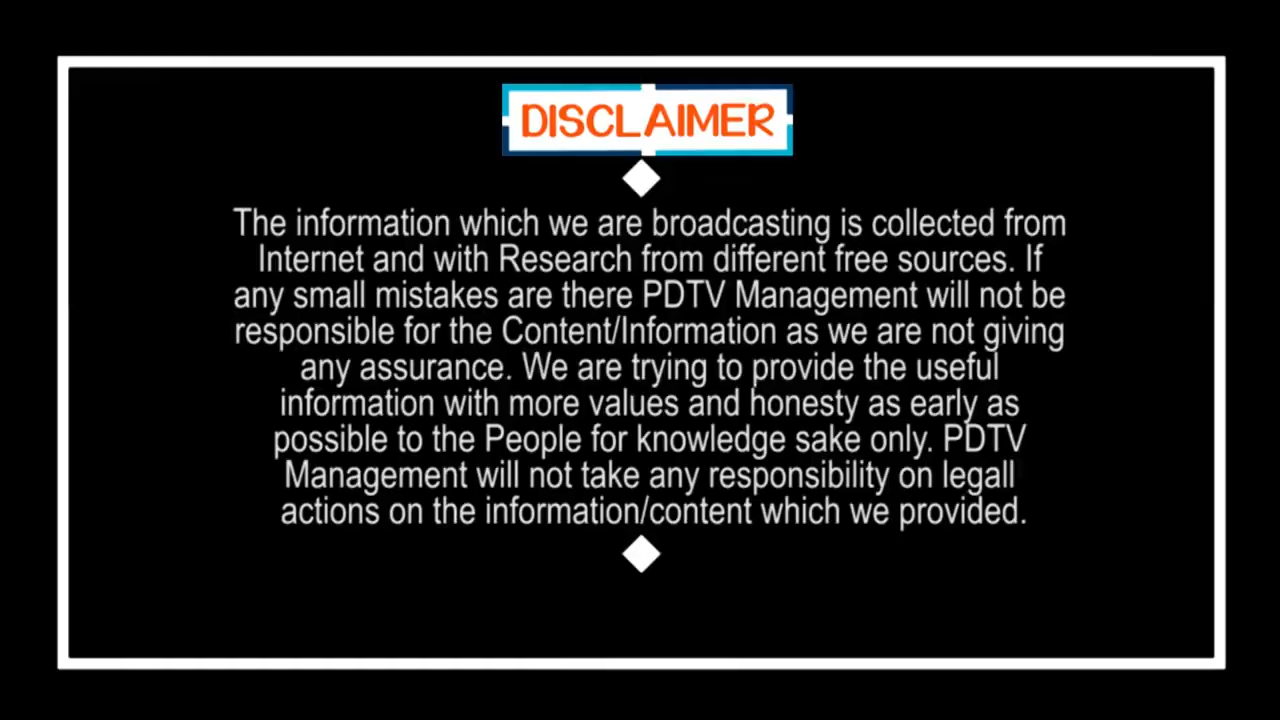 DISCLAIMER
The information which we are broadcasting is collected from
Internet and with Research from different free sources. If
any small mistakes are there PDTV Management will not be
responsible for the Content/Information as we are not giving
any assurance. We are trying to provide the useful
information with more values and honesty as early as
possible to the People for knowledge sake only. PDTV
Management will not take any responsibility on legall
actions on the information/content which we provided.